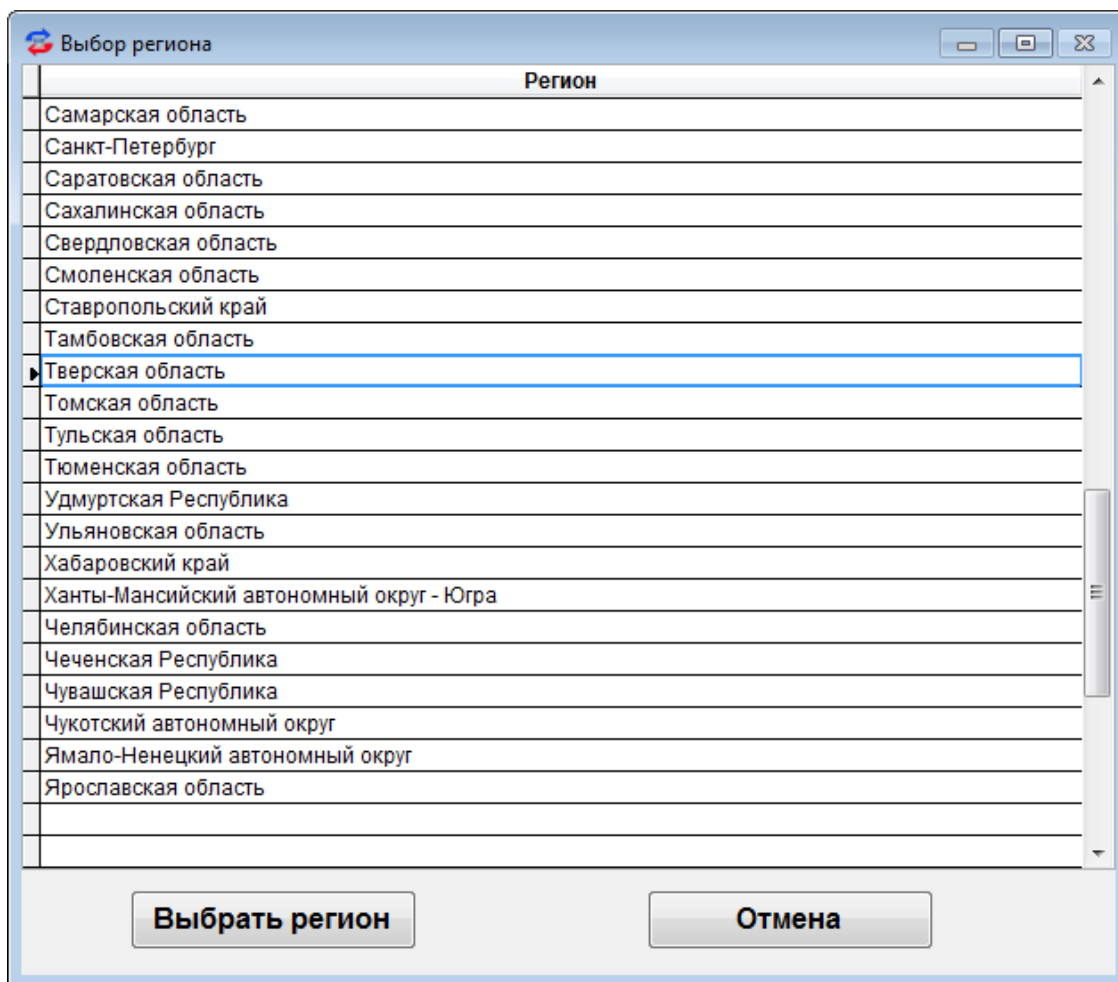 Выбор региона
Регион
Самарская область
Санкт-Петербург
Саратовская область
Сахалинская область
Свердловская область
Смоленская область
Ставропольский край
Тамбовская область
Тверская область
Томская область
Тульская область
Тюменская область
Удмуртская Республика
Ульяновская область
Хабаровский край
Ханты-Мансийский автономный округ - Югра
Челябинская область
Чеченская Республика
Чувашская Республика
Чукотский автономный округ
Ямало-Ненецкий автономный округ
Ярославская область
Выбрать регион Отмена